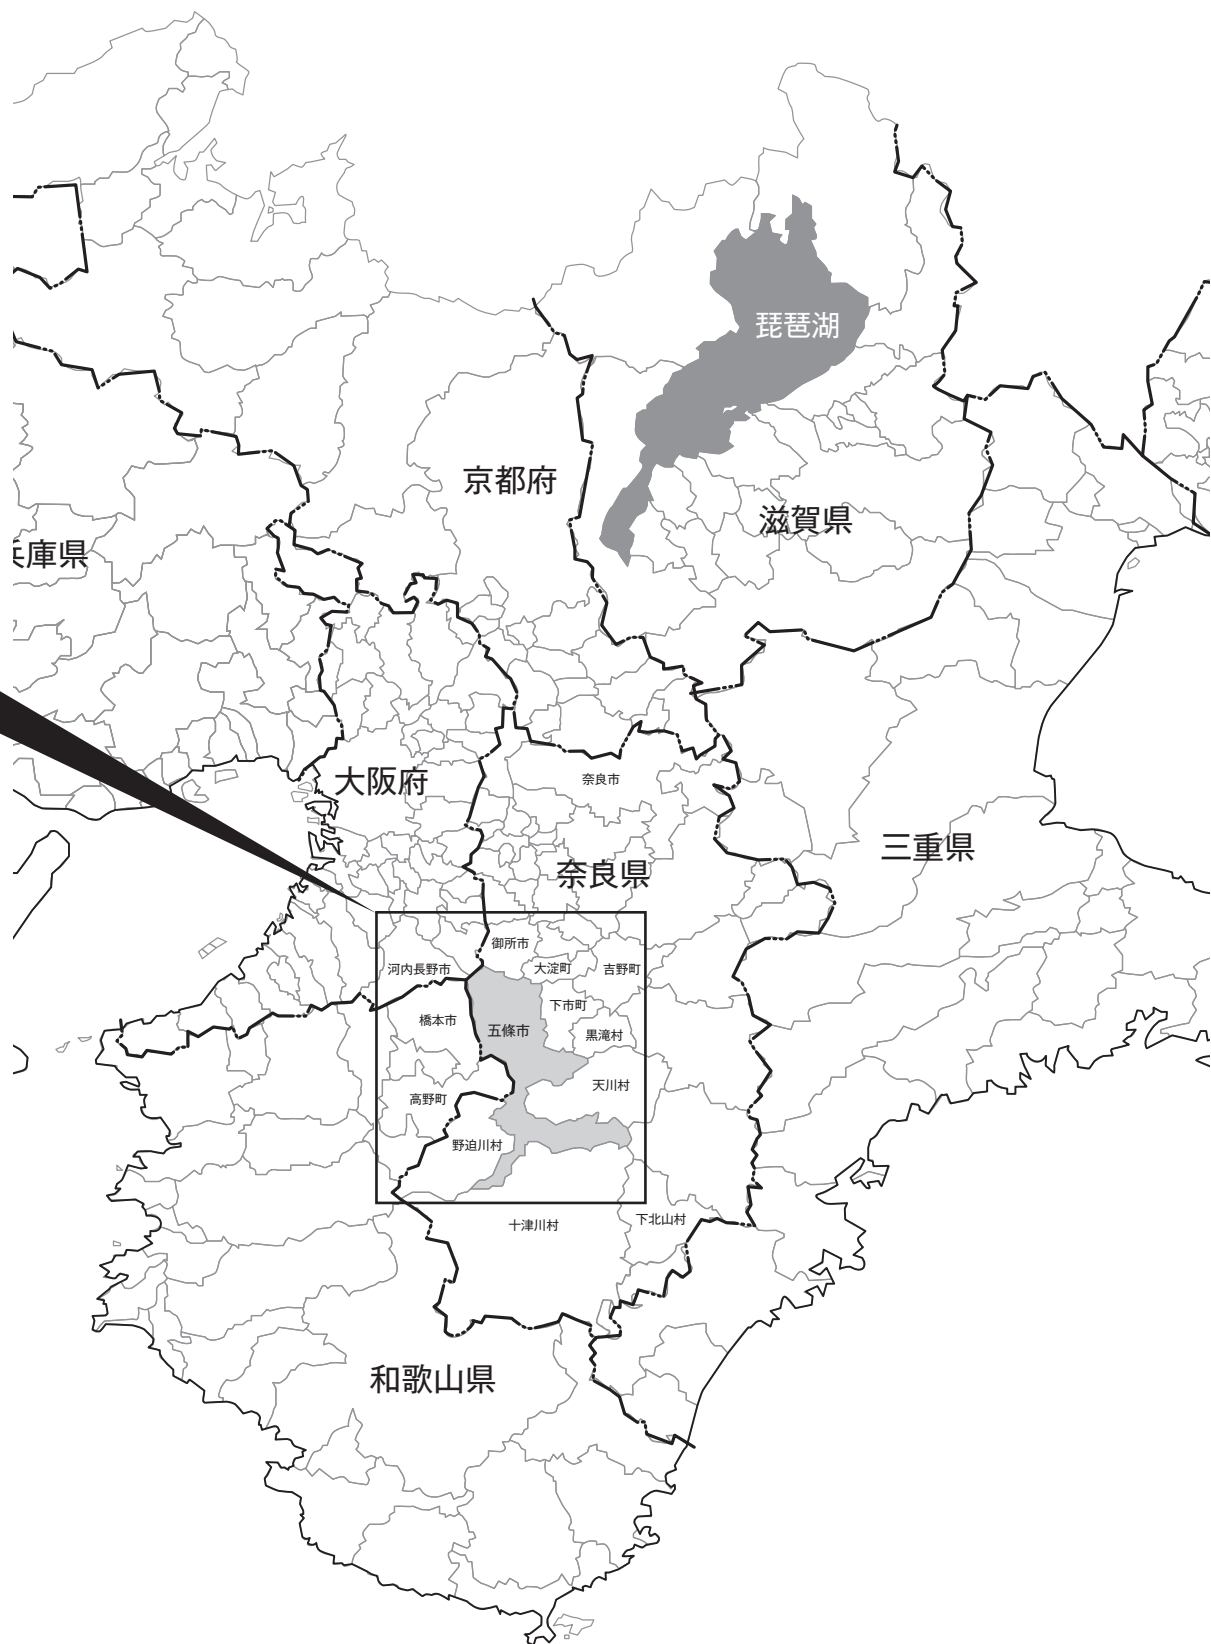 琵琶湖
京都府
滋賀県
兵庫県
大阪府
奈良市
三重県
奈良県
御所市
河内長野市
大淀町
吉野町
下市町
橋本市
五條市
黒滝村
天川村
高野町
野迫川村
十津川村
下北山村
和歌山県